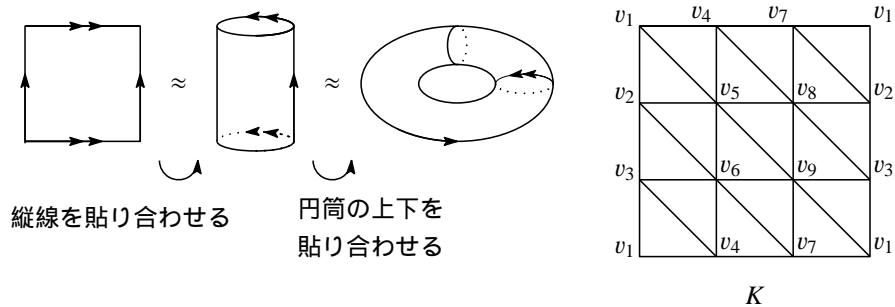 ≈
≈
縦線を貼り合わせる
円筒の上下を
貼り合わせる
v₁ v₄ v₇ v₁
v₂ v₅ v₈ v₂
v₃ v₆ v₉ v₃
v₁ v₄ v₇ v₁
K